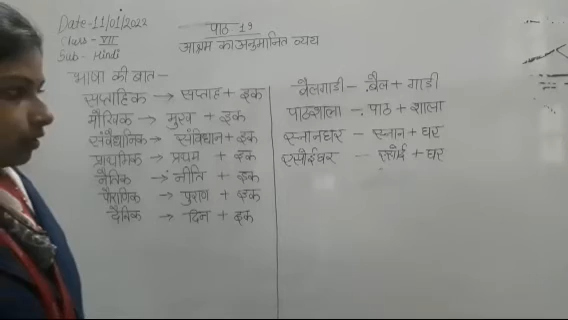 Date-11/01/2022
Class - VII
Sub - Hindi
पाठ 19
आश्रम का अनुमानित व्यय
भाषा की बात -
सप्ताहिक → सप्ताह + इक
मौखिक → मुख + इक
संवैधानिक → संविधान + इक
प्राथमिक → प्रथम + इक
नैतिक → नीति + इक
पौराणिक → पुराण + इक
दैनिक → दिन + इक
बैलगाडी - बैल + गाडी
पाठशाला - पाठ + शाला
स्नानघर - स्नान + घर
रसोईघर - रसोई + घर